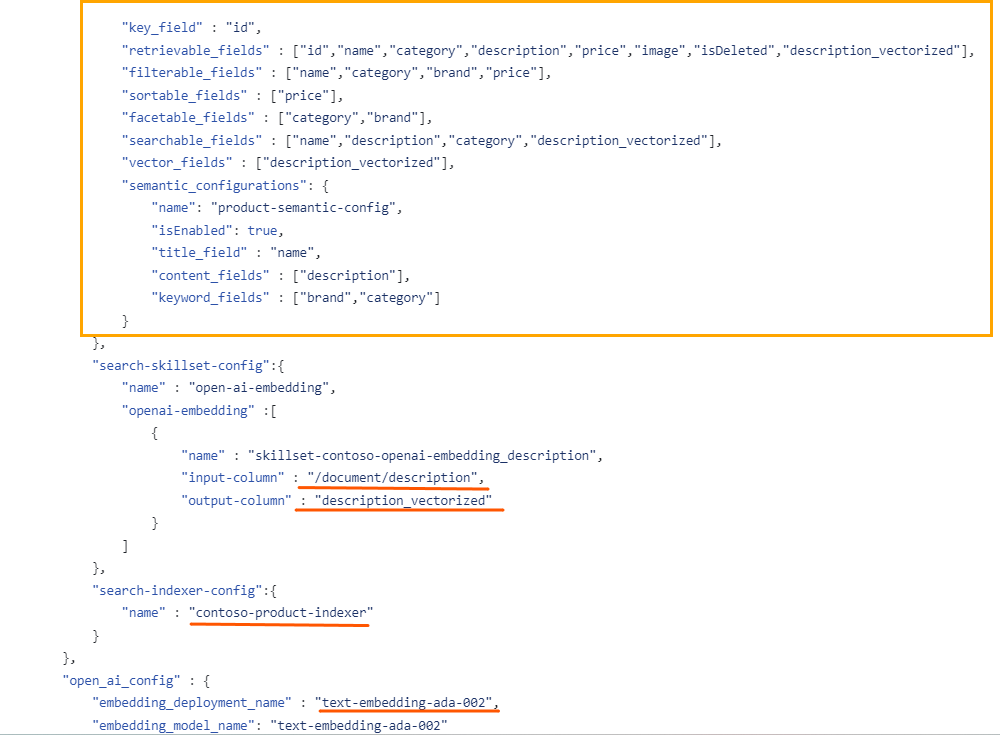 "key_field" : "id",
"retrievable_fields" : ["id","name","category","description","price","image","isDeleted","description_vectorized"],
"filterable_fields" : ["name","category","brand","price"],
"sortable_fields" : ["price"],
"facetable_fields" : ["category","brand"],
"searchable_fields" : ["name","description","category","description_vectorized"],
"vector_fields" : ["description_vectorized"],
"semantic_configurations": {
"name": "product-semantic-config",
"isEnabled": true,
"title_field" : "name",
"content_fields" : ["description"],
"keyword_fields" : ["brand","category"]
}
},
"search-skillset-config":{
"name" : "open-ai-embedding",
"openai-embedding" :[
{
"name" : "skillset-contoso-openai-embedding_description",
"input-column" : "/document/description",
"output-column" : "description_vectorized"
}
]
},
"search-indexer-config":{
"name" : "contoso-product-indexer"
}
},
"open_ai_config" : {
"embedding_deployment_name" : "text-embedding-ada-002",
"embedding_model_name": "text-embedding-ada-002"